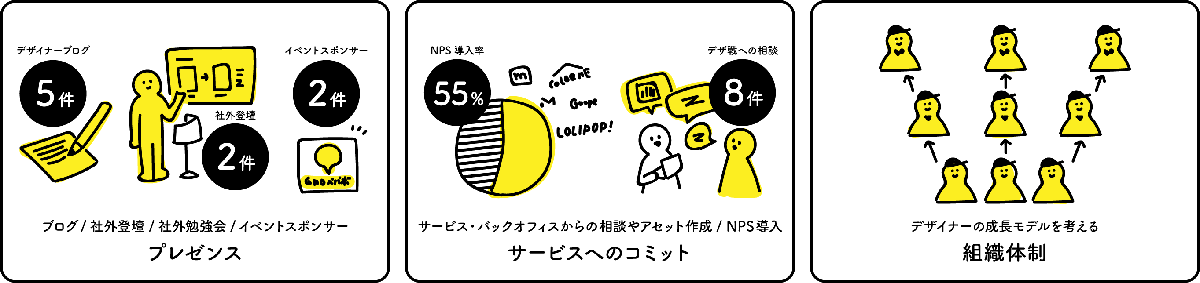 デザイナーブログ
5件
社外登壇
2件
イベントスポンサー
2件
ブログ / 社外登壇 / 社外勉強会 / イベントスポンサー
プレゼンス
NPS 導入率
55%
m
COLOR ME
Goope
LOLIPOP!
デザ戦への相談
8件
サービス・バックオフィスからの相談やアセット作成 / NPS導入
サービスへのコミット
デザイナーの成長モデルを考える
組織体制